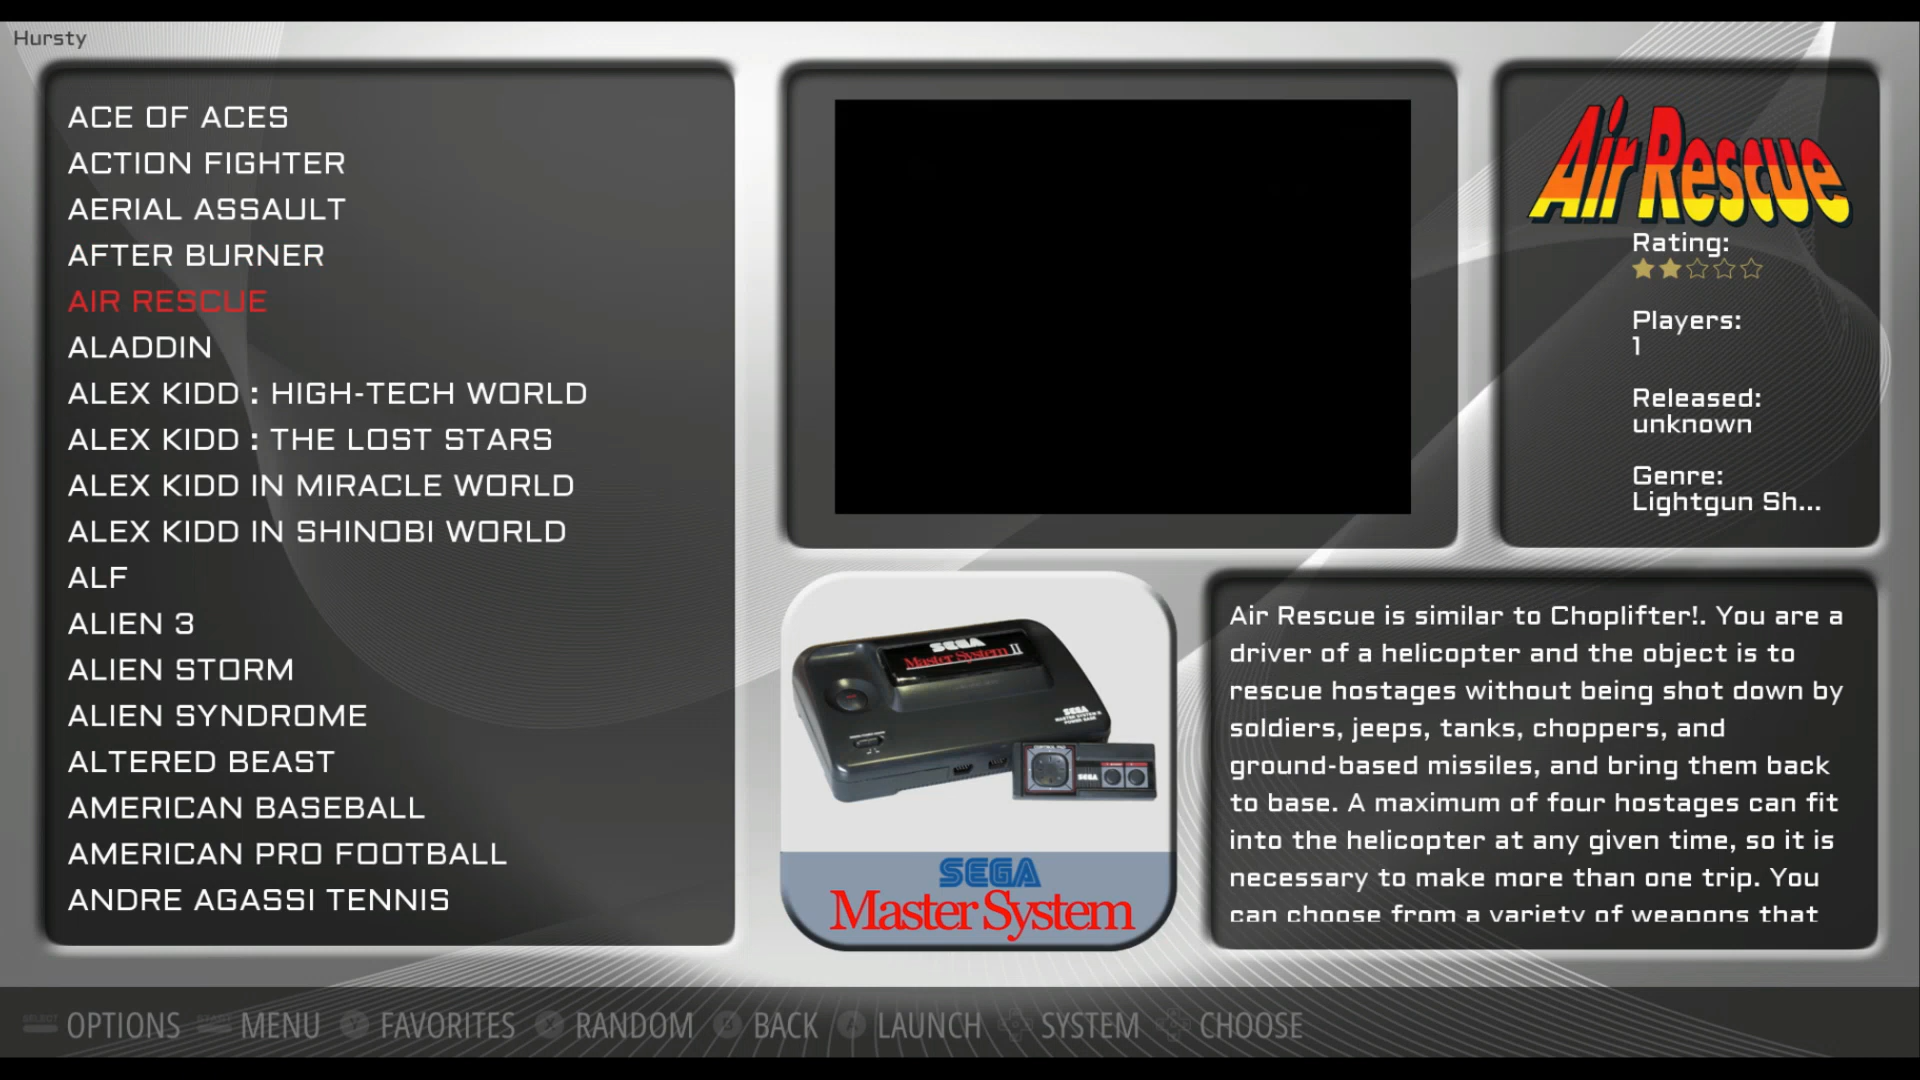 Hursty
ACE OF ACES
ACTION FIGHTER
AERIAL ASSAULT
AFTER BURNER
AIR RESCUE
ALADDIN
ALEX KIDD : HIGH-TECH WORLD
ALEX KIDD : THE LOST STARS
ALEX KIDD IN MIRACLE WORLD
ALEX KIDD IN SHINOBI WORLD
ALF
ALIEN 3
ALIEN STORM
ALIEN SYNDROME
ALTERED BEAST
AMERICAN BASEBALL
AMERICAN PRO FOOTBALL
ANDRE AGASSI TENNIS
Air Rescue
Rating:
Players:
1
Released:
unknown
Genre:
Lightgun Sh...
SEGA
Master System II
SEGA
SEGA
SEGA
Master System
Air Rescue is similar to Choplifter!. You are a
driver of a helicopter and the object is to
rescue hostages without being shot down by
soldiers, jeeps, tanks, choppers, and
ground-based missiles, and bring them back
to base. A maximum of four hostages can fit
into the helicopter at any given time, so it is
necessary to make more than one trip. You
can choose from a variety of weapons that
SELECT OPTIONS START MENU Y FAVORITES X RANDOM B BACK A LAUNCH SYSTEM CHOOSE